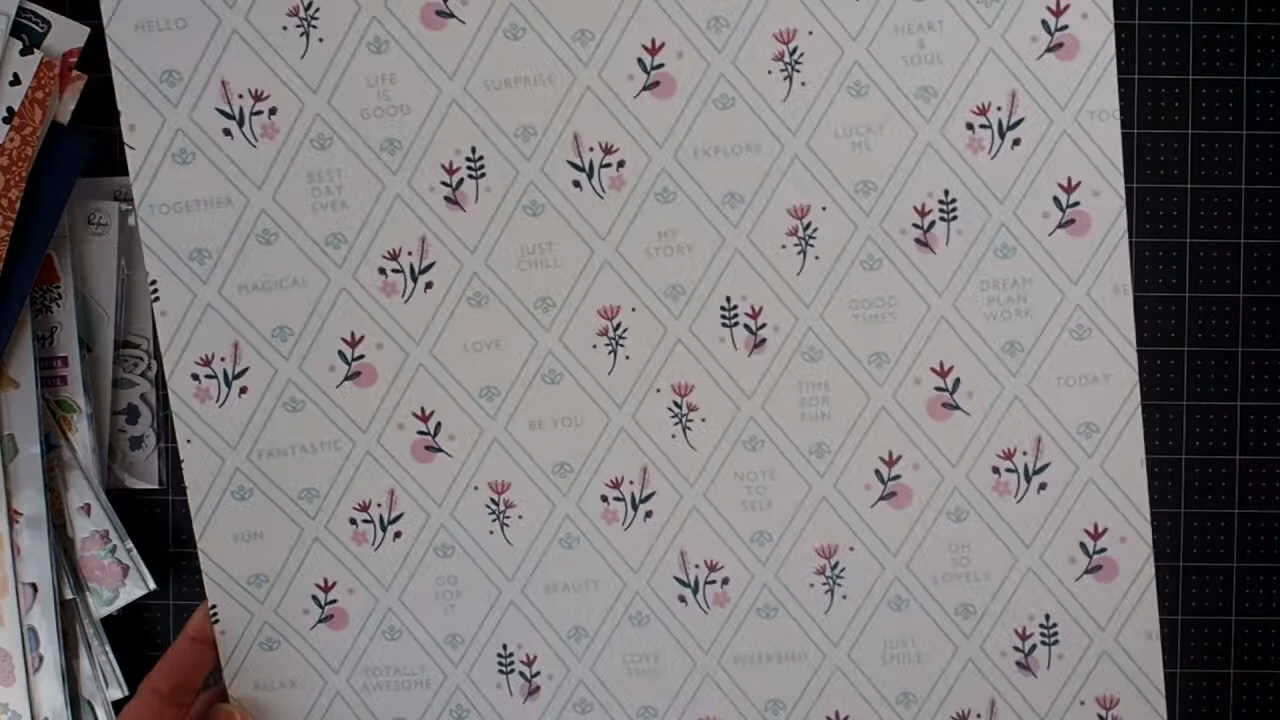 HELLO
HEART
&
SOUL
LIFE
IS
GOOD
SURPRISE
LUCKY
ME
EXPLORE
BEST
DAY
EVER
TOGETHER
MY
STORY
JUST
CHILL
MAGICAL
DREAM
PLAN
WORK
GOOD
TIMES
LOVE
TODAY
TIME
FOR
FUN
BE YOU
FANTASTIC
NOTE
TO
SELF
FUN
OH
SO
LOVELY
GO
FOR
IT
BEAUTY
JUST
SMILE
WEEKEND
LOVE
TOTALLY
AWESOME
RELAX